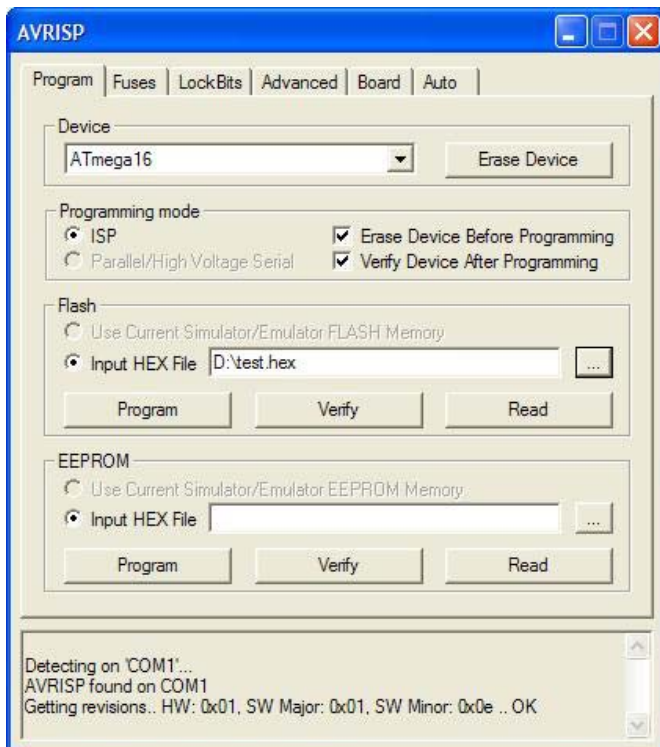 AVRISP
Program Fuses LockBits Advanced Board Auto
Device
ATmega16 Erase Device
Programming mode
ISP Erase Device Before Programming
Parallel/High Voltage Serial Verify Device After Programming
Flash
Use Current Simulator/Emulator FLASH Memory
Input HEX File D:\test.hex ...
Program Verify Read
EEPROM
Use Current Simulator/Emulator EEPROM Memory
Input HEX File ...
Program Verify Read
Detecting on 'COM1'...
AVRISP found on COM1
Getting revisions.. HW: 0x01, SW Major: 0x01, SW Minor: 0x0e .. OK